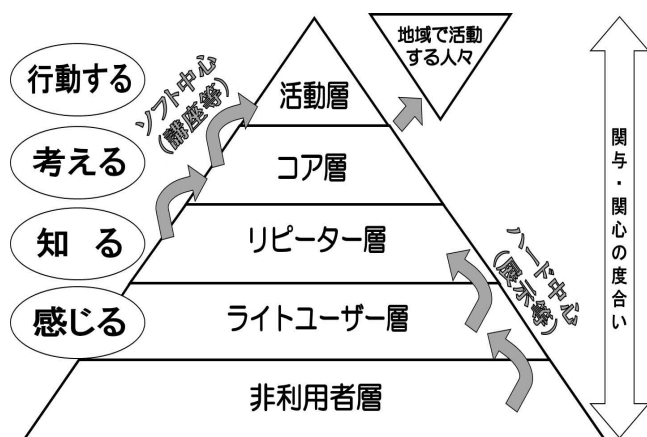 地域で活動
する人々
行動する
ソフト中心
(講座等)
活動層
考える
コア層
知る
リピーター層
ハード中心
(展示等)
関与・関心の度合い
感じる
ライトユーザー層
非利用者層